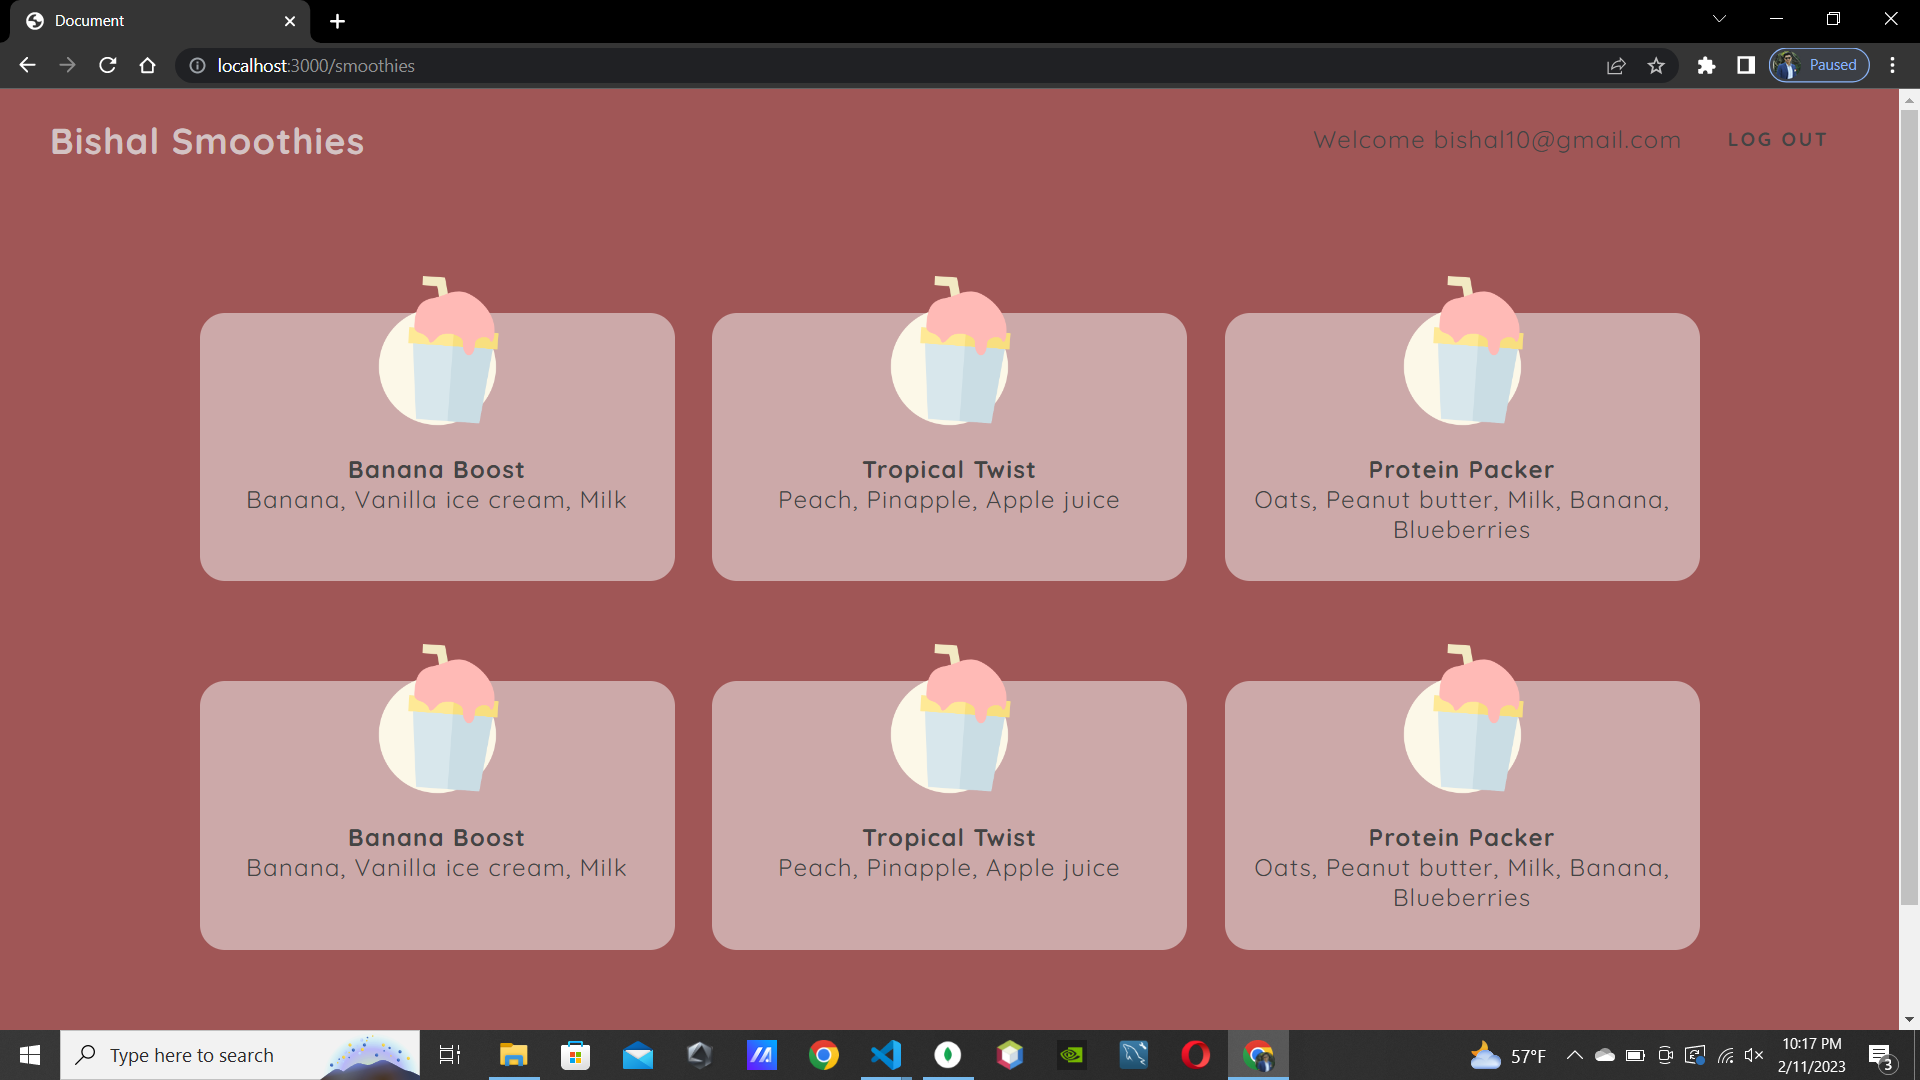 Document
localhost:3000/smoothies
Paused
Bishal Smoothies
Welcome bishal10@gmail.com
LOG OUT
Banana Boost
Banana, Vanilla ice cream, Milk
Tropical Twist
Peach, Pinapple, Apple juice
Protein Packer
Oats, Peanut butter, Milk, Banana,
Blueberries
Banana Boost
Banana, Vanilla ice cream, Milk
Tropical Twist
Peach, Pinapple, Apple juice
Protein Packer
Oats, Peanut butter, Milk, Banana,
Blueberries
Type here to search
57°F
10:17 PM
2/11/2023
3